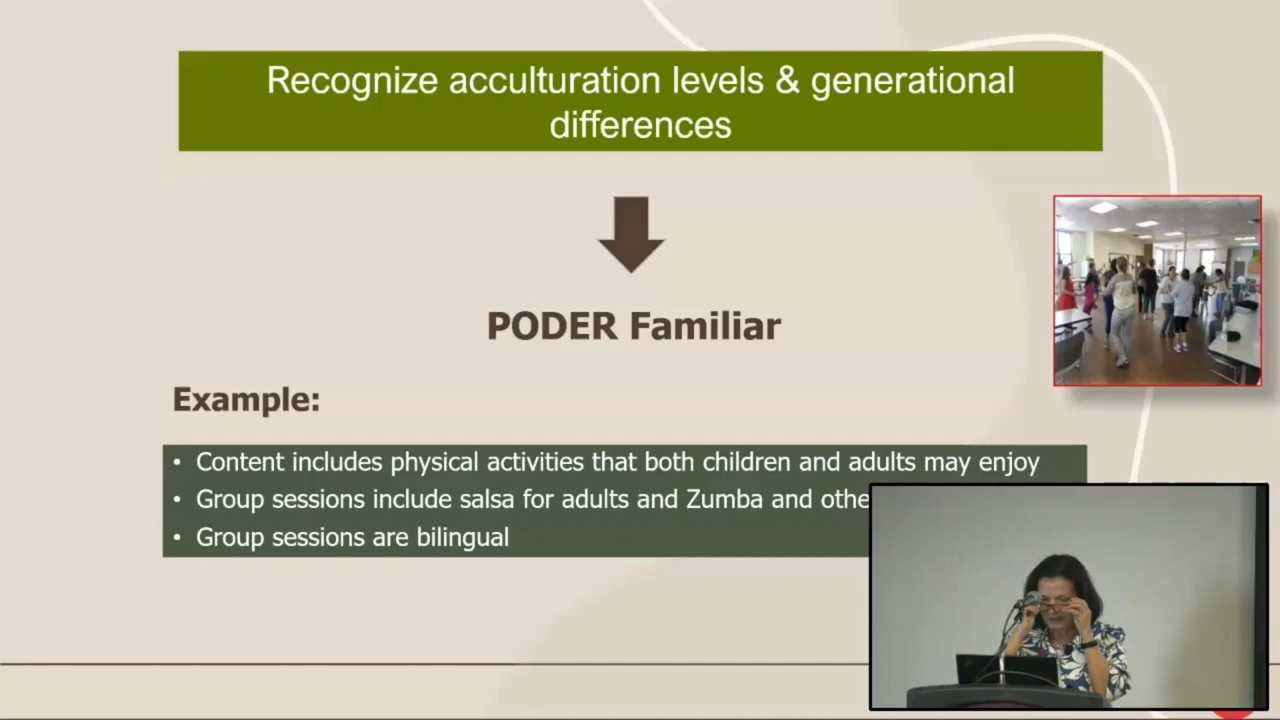 Recognize acculturation levels & generational
differences
PODER Familiar
Example:
• Content includes physical activities that both children and adults may enjoy
• Group sessions include salsa for adults and Zumba and
• Group sessions are bilingual